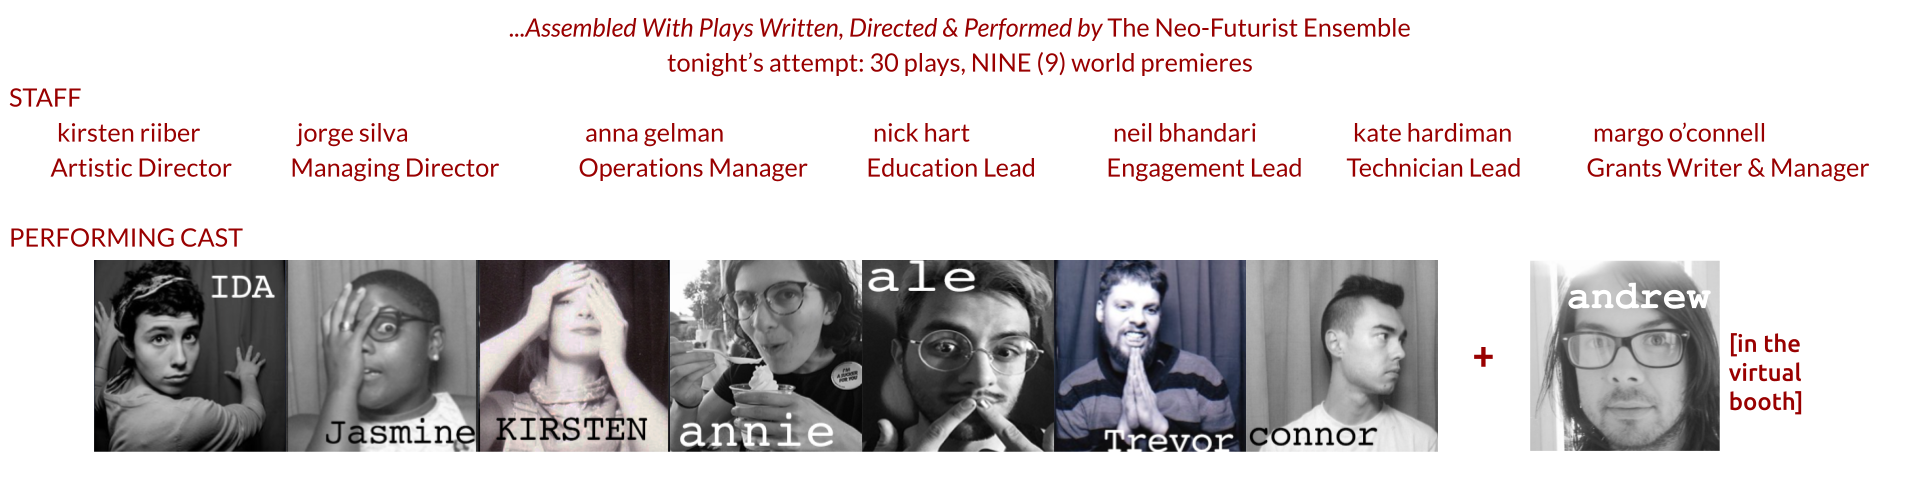 ...Assembled With Plays Written, Directed & Performed by The Neo-Futurist Ensemble
tonight’s attempt: 30 plays, NINE (9) world premieres
STAFF
kirsten riiber jorge silva anna gelman nick hart neil bhandari kate hardiman margo o’connell
Artistic Director Managing Director Operations Manager Education Lead Engagement Lead Technician Lead Grants Writer & Manager
PERFORMING CAST
IDA
Jasmine
KIRSTEN
I'M A SUCKER FOR YOU
annie
ale
Trevor
connor
+
andrew
[in the
virtual
booth]